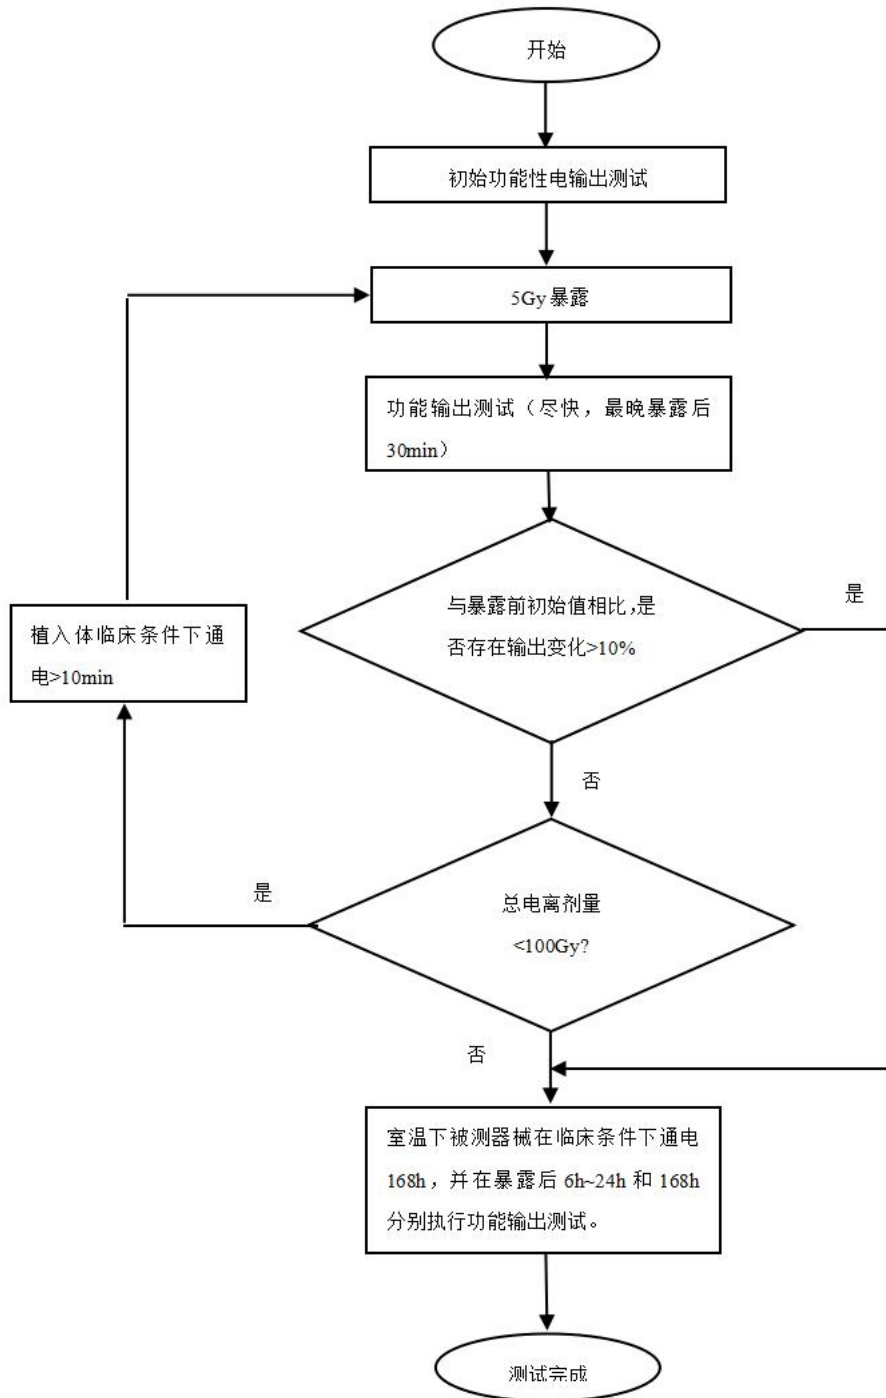 开始
初始功能性电输出测试
5Gy 暴露
功能输出测试（尽快，最晚暴露后
30min）
与暴露前初始值相比,是
否存在输出变化>10%
是
植入体临床条件下通
电>10min
否
是
总电离剂量
<100Gy?
否
室温下被测器械在临床条件下通电
168h，并在暴露后 6h~24h 和 168h
分别执行功能输出测试。
测试完成